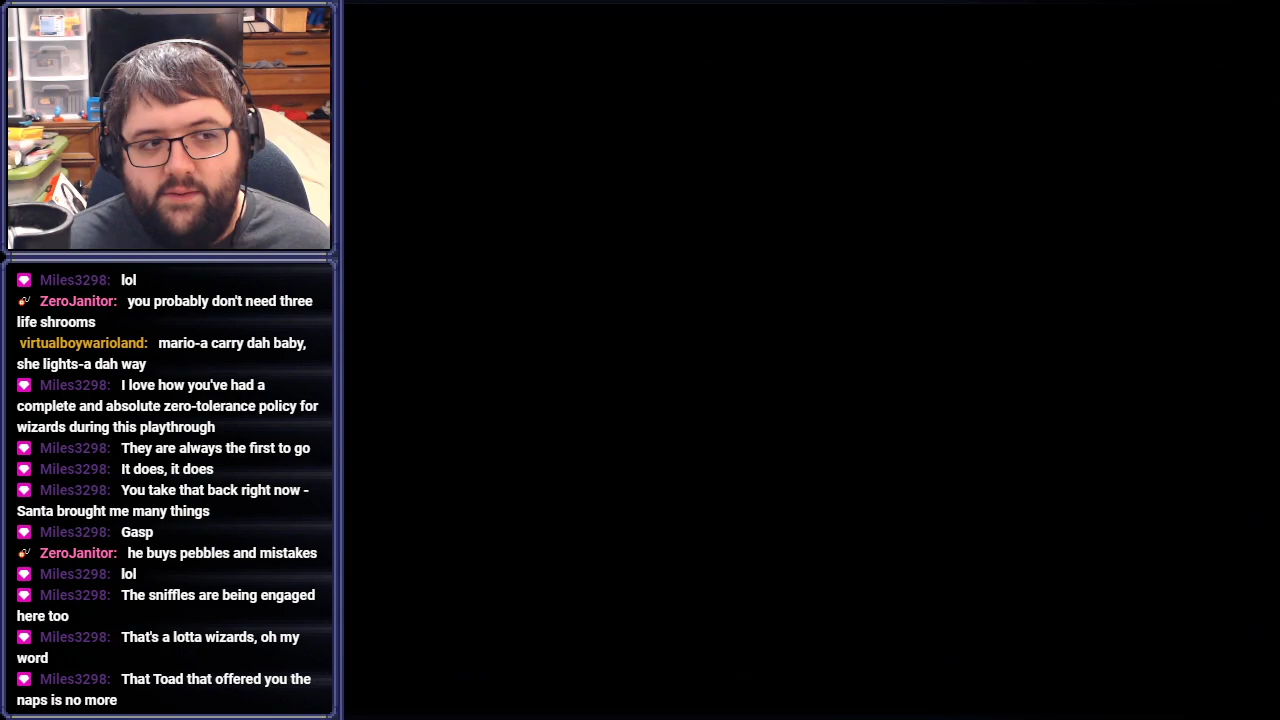 Miles3298: lol
ZeroJanitor: you probably don't need three
life shrooms
virtualboywarioland: mario-a carry dah baby,
she lights-a dah way
Miles3298: I love how you've had a
complete and absolute zero-tolerance policy for
wizards during this playthrough
Miles3298: They are always the first to go
Miles3298: It does, it does
Miles3298: You take that back right now -
Santa brought me many things
Miles3298: Gasp
ZeroJanitor: he buys pebbles and mistakes
Miles3298: lol
Miles3298: The sniffles are being engaged
here too
Miles3298: That's a lotta wizards, oh my
word
Miles3298: That Toad that offered you the
naps is no more